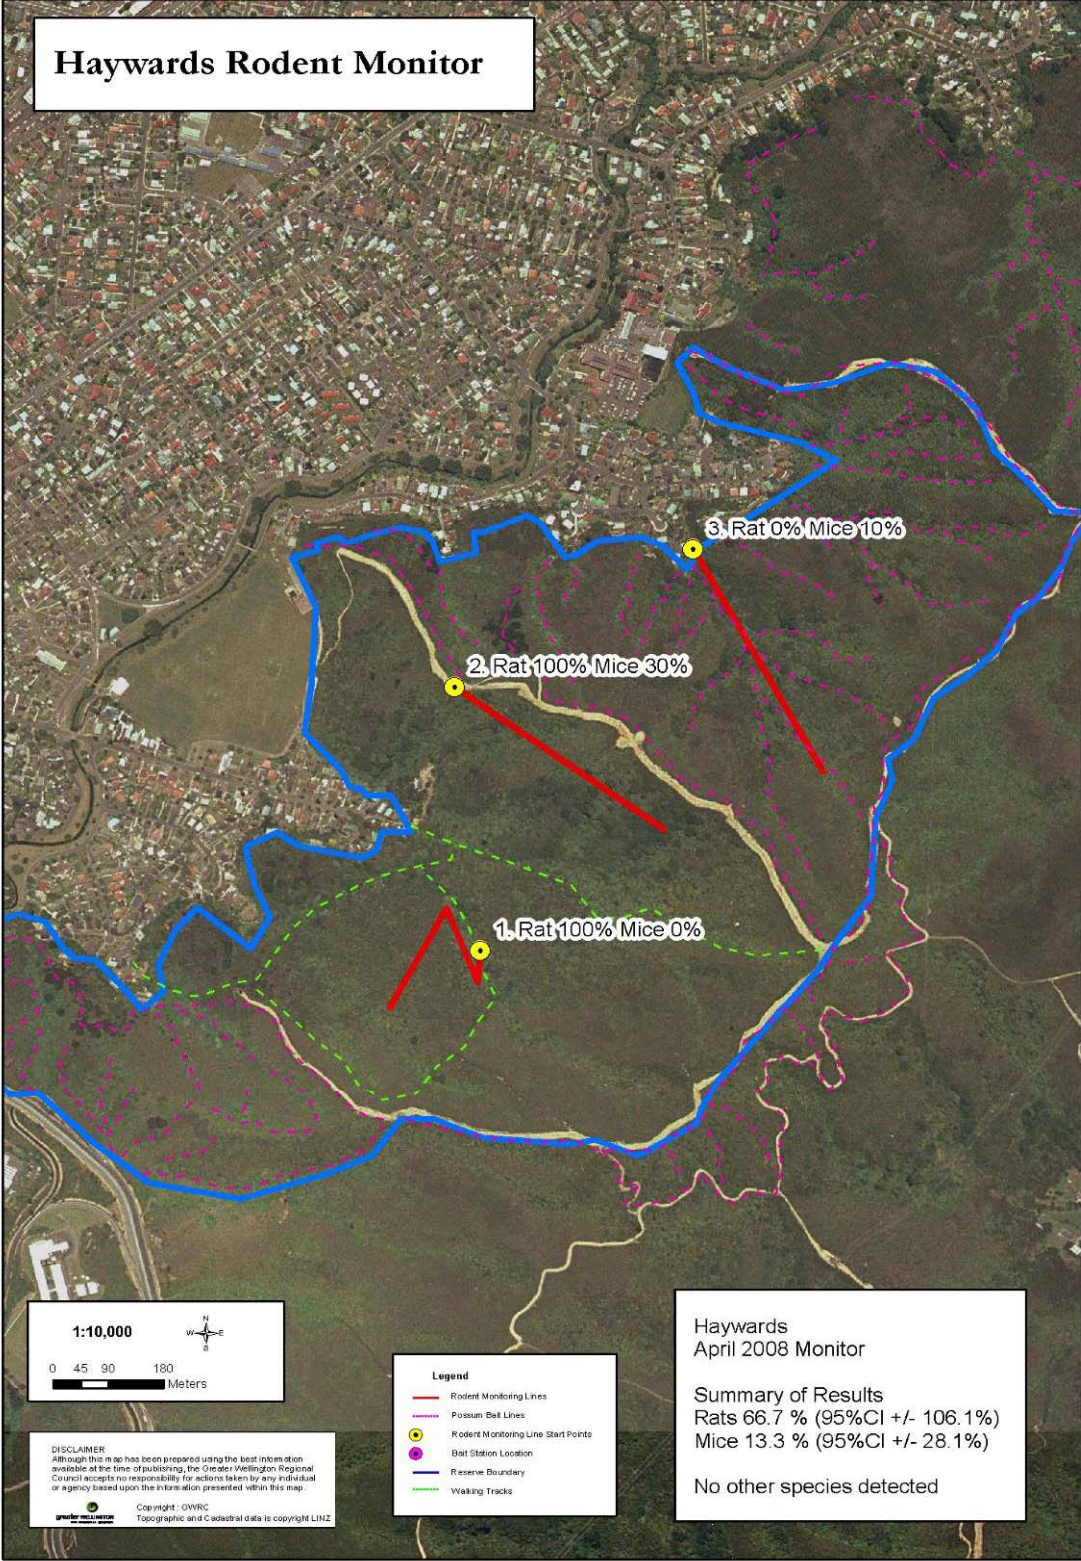 Haywards Rodent Monitor
3. Rat 0% Mice 10%
2. Rat 100% Mice 30%
1. Rat 100% Mice 0%
1:10,000
N
W E
S
0 45 90 180
Meters
DISCLAIMER
Although this map has been prepared using the best information
available at the time of publishing, the Greater Wellington Regional
Council accepts no responsibility for actions taken by any individual
or agency based upon the information presented within this map.
greater WELLINGTON
Copyright : GWRC
Topographic and Cadastral data is copyright LINZ
Legend
Rodent Monitoring Lines
Possum Bait Lines
Rodent Monitoring Line Start Points
Bait Station Location
Reserve Boundary
Walking Tracks
Haywards
April 2008 Monitor
Summary of Results
Rats 66.7 % (95%CI +/- 106.1%)
Mice 13.3 % (95%CI +/- 28.1%)
No other species detected